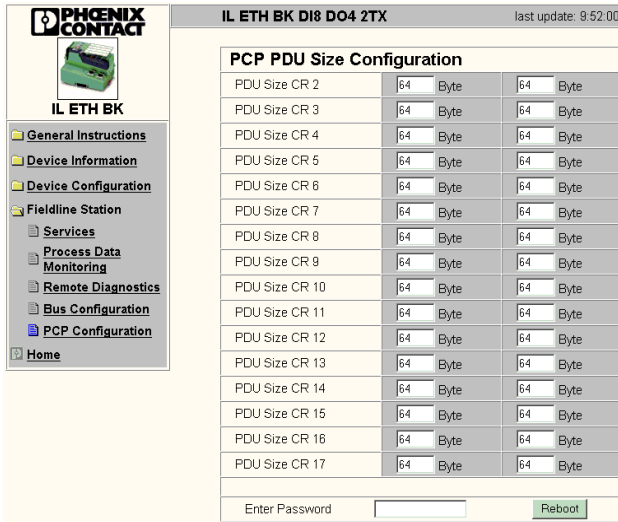 PHŒNIX
CONTACT
IL ETH BK
General Instructions
Device Information
Device Configuration
Fieldline Station
Services
Process Data
Monitoring
Remote Diagnostics
Bus Configuration
PCP Configuration
Home
IL ETH BK DI8 DO4 2TX last update: 9:52:00
PCP PDU Size Configuration
PDU Size CR 2 64 Byte 64 Byte
PDU Size CR 3 64 Byte 64 Byte
PDU Size CR 4 64 Byte 64 Byte
PDU Size CR 5 64 Byte 64 Byte
PDU Size CR 6 64 Byte 64 Byte
PDU Size CR 7 64 Byte 64 Byte
PDU Size CR 8 64 Byte 64 Byte
PDU Size CR 9 64 Byte 64 Byte
PDU Size CR 10 64 Byte 64 Byte
PDU Size CR 11 64 Byte 64 Byte
PDU Size CR 12 64 Byte 64 Byte
PDU Size CR 13 64 Byte 64 Byte
PDU Size CR 14 64 Byte 64 Byte
PDU Size CR 15 64 Byte 64 Byte
PDU Size CR 16 64 Byte 64 Byte
PDU Size CR 17 64 Byte 64 Byte
Enter Password Reboot